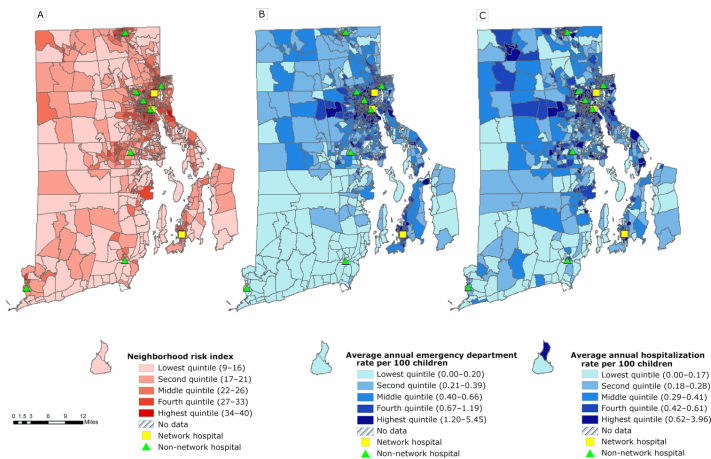 A
B
C
Neighborhood risk index
Lowest quintile (9–16)
Second quintile (17–21)
Middle quintile (22–26)
Fourth quintile (27–33)
Highest quintile (34–40)
No data
Network hospital
Non-network hospital
0 1.5 3 6 9 12
Miles
Average annual emergency department
rate per 100 children
Lowest quintile (0.00–0.20)
Second quintile (0.21–0.39)
Middle quintile (0.40–0.66)
Fourth quintile (0.67–1.19)
Highest quintile (1.20–5.45)
No data
Network hospital
Non-network hospital
Average annual hospitalization
rate per 100 children
Lowest quintile (0.00–0.17)
Second quintile (0.18–0.28)
Middle quintile (0.29–0.41)
Fourth quintile (0.42–0.61)
Highest quintile (0.62–3.96)
No data
Network hospital
Non-network hospital